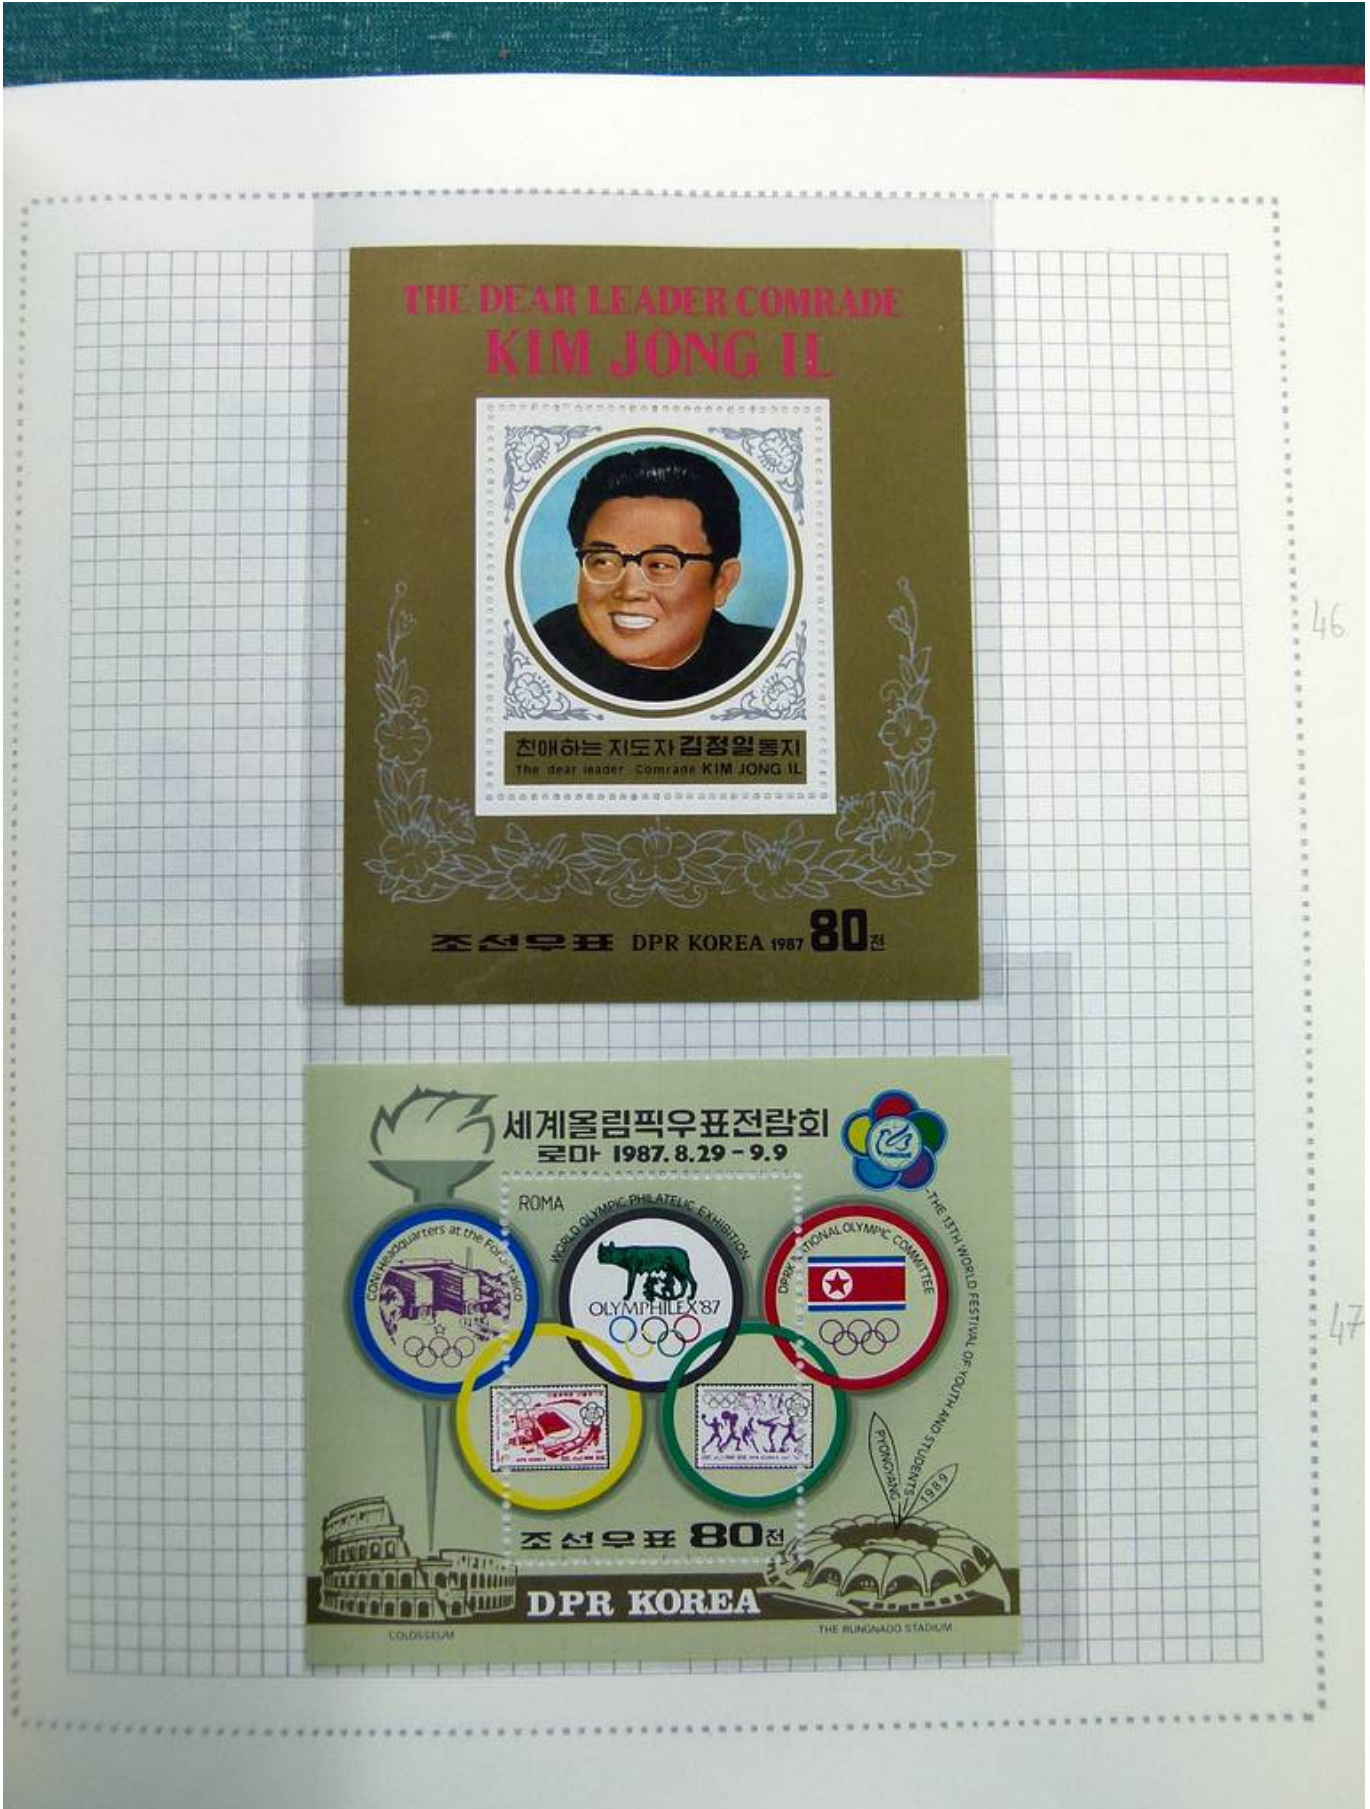 THE DEAR LEADER COMRADE
KIM JONG IL
친애하는 지도자 김정일동지
The dear leader Comrade KIM JONG IL
조선우표 DPR KOREA 1987 80전
46
세계올림픽우표전람회
로마 1987. 8. 29 - 9. 9
ROMA
WORLD OLYMPIC PHILATELIC EXHIBITION
OLYMPHILEX'87
CONI Headquarters at the Foro Italico
DPRK NATIONAL OLYMPIC COMMITTEE
THE 13TH WORLD FESTIVAL OF YOUTH AND STUDENTS
PYONGYANG
1989
47
조선우표 80전
DPR KOREA
COLOSSEUM
THE RUNGNADO STADIUM